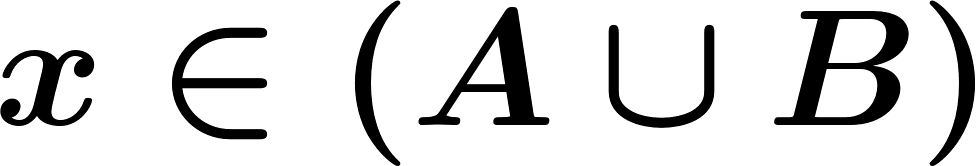 x ∈ (A ∪ B)